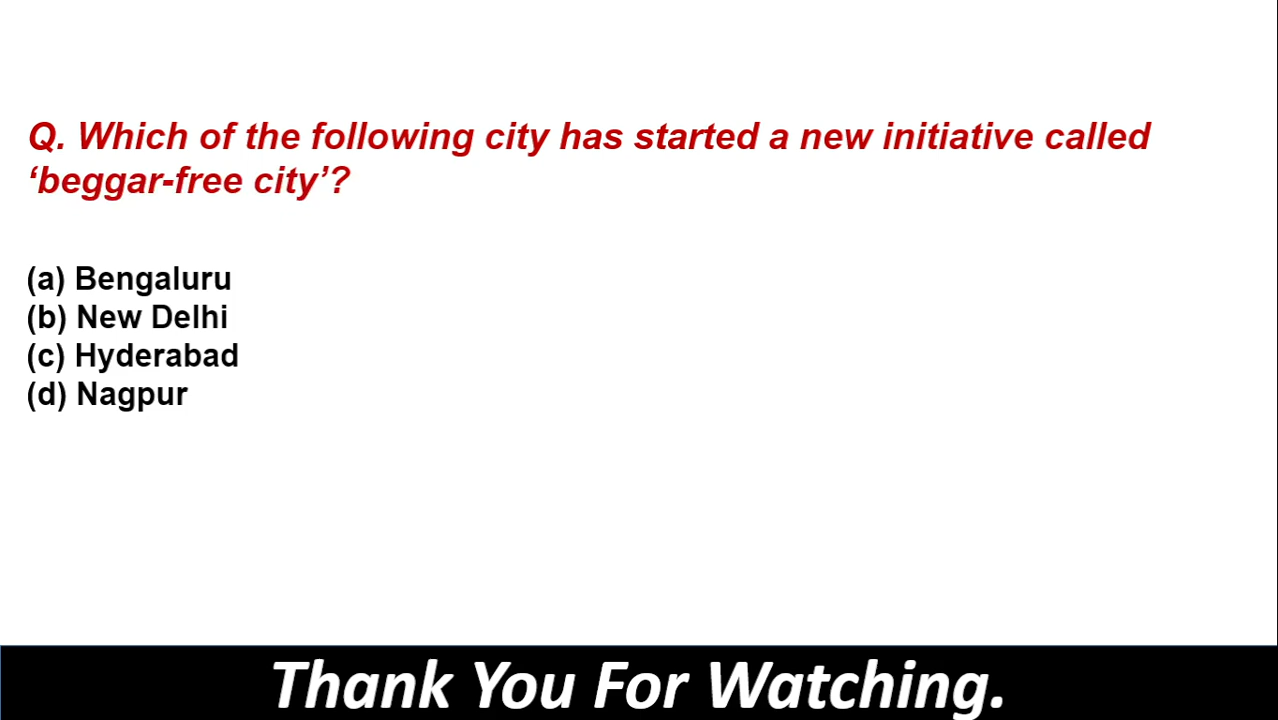 Q. Which of the following city has started a new initiative called
‘beggar-free city’?
(a) Bengaluru
(b) New Delhi
(c) Hyderabad
(d) Nagpur
Thank You For Watching.